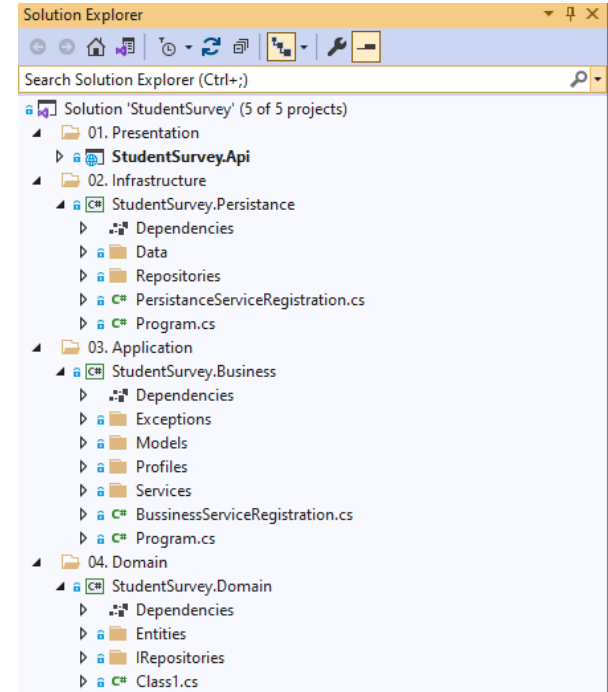 Solution Explorer
Search Solution Explorer (Ctrl+;)
Solution 'StudentSurvey' (5 of 5 projects)
01. Presentation
StudentSurvey.Api
02. Infrastructure
C# StudentSurvey.Persistance
Dependencies
Data
Repositories
C# PersistanceServiceRegistration.cs
C# Program.cs
03. Application
C# StudentSurvey.Business
Dependencies
Exceptions
Models
Profiles
Services
C# BussinessServiceRegistration.cs
C# Program.cs
04. Domain
C# StudentSurvey.Domain
Dependencies
Entities
IRepositories
C# Class1.cs